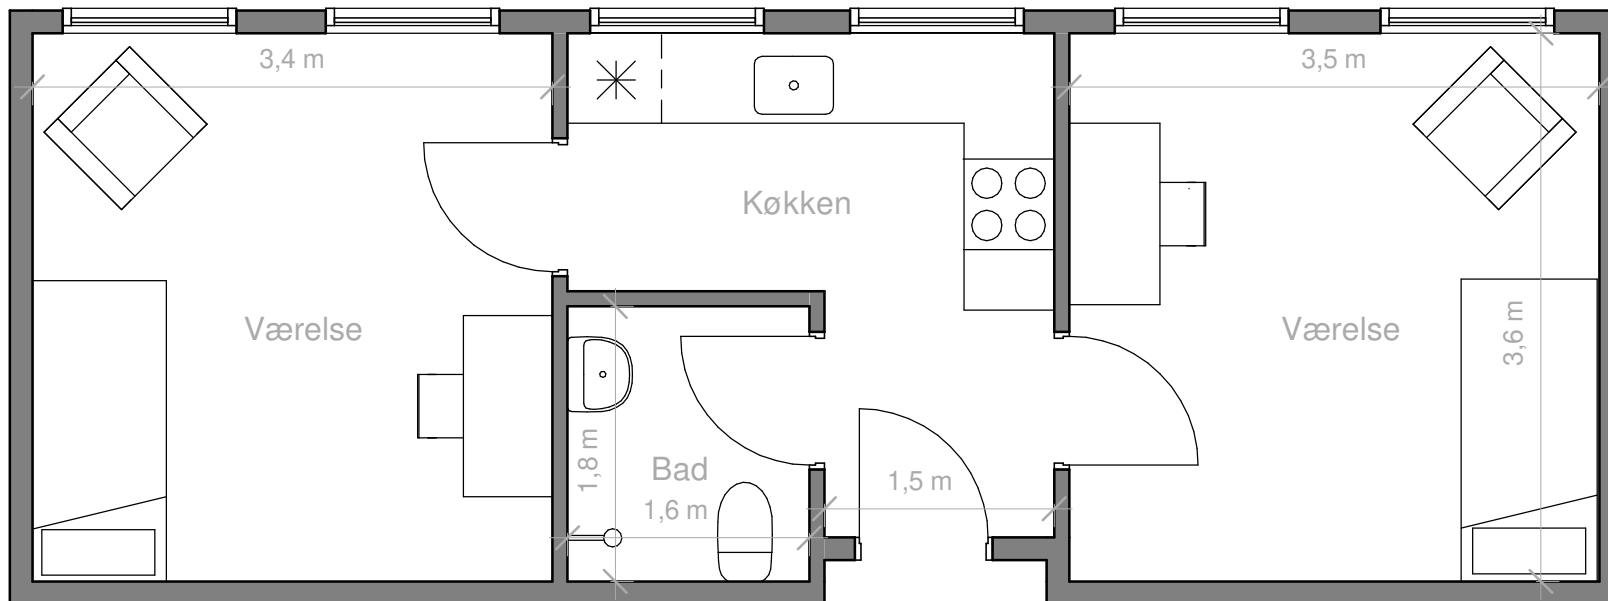 3,4 m
3,5 m
Køkken
Værelse
Værelse
3,6 m
1,8 m
Bad
1,6 m
1,5 m